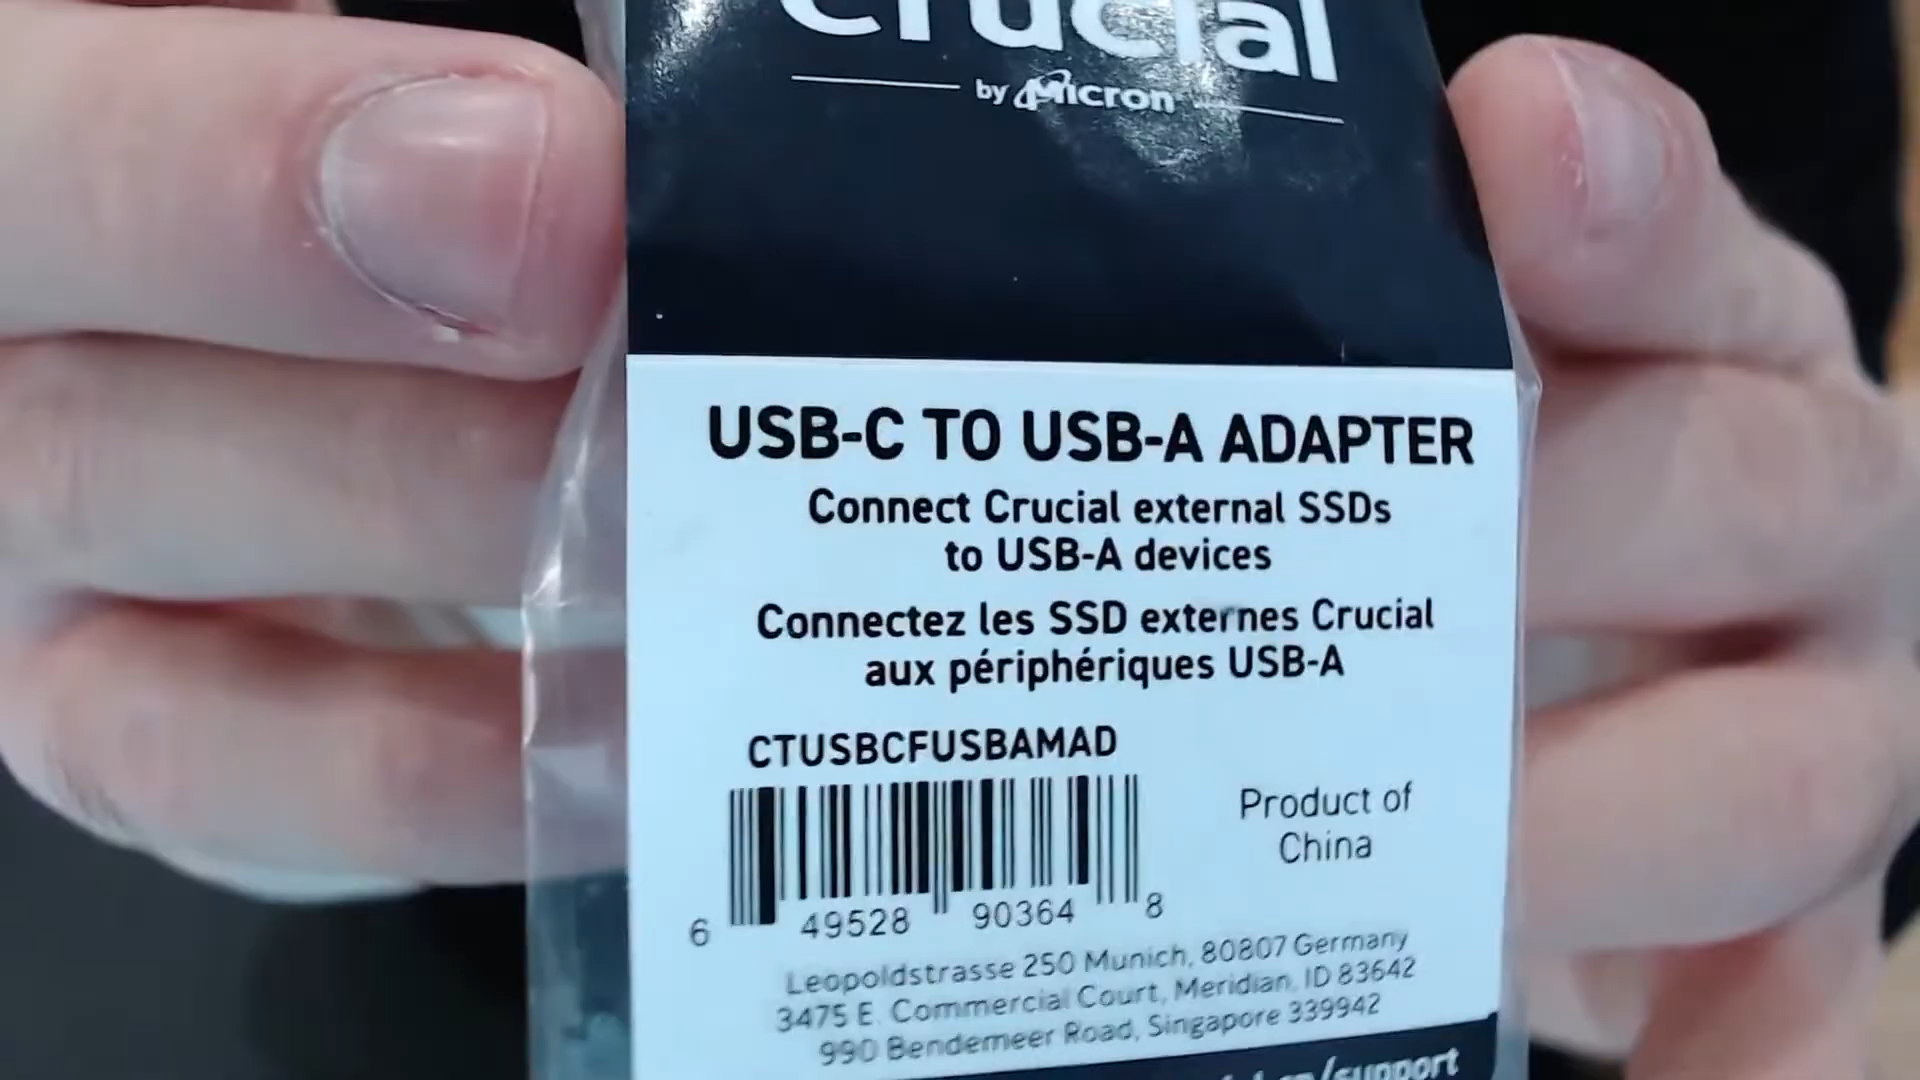 Crucial
by Micron
USB-C TO USB-A ADAPTER
Connect Crucial external SSDs
to USB-A devices
Connectez les SSD externes Crucial
aux périphériques USB-A
CTUSBCFUSBAMAD
Product of
China
6 49528 90364 8
Leopoldstrasse 250 Munich, 80807 Germany
3475 E. Commercial Court, Meridian, ID 83642
990 Bendemeer Road, Singapore 339942
/support